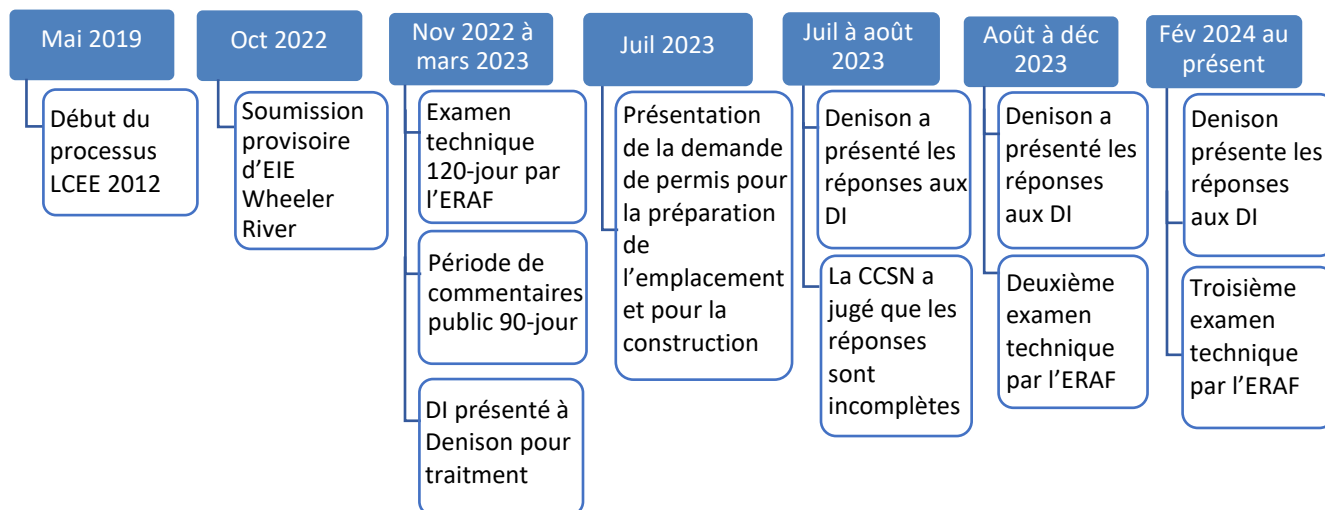 Mai 2019
Début du
processus
LCEE 2012
Oct 2022
Soumission
provisoire
d’EIE
Wheeler
River
Nov 2022 à
mars 2023
Examen
technique
120-jour par
l’ERAF
Période de
commentaires
public 90-jour
DI présenté à
Denison pour
traitment
Juil 2023
Présentation
de la demande
de permis pour
la préparation
de
l’emplacement
et pour la
construction
Juil à août
2023
Denison a
présenté les
réponses aux
DI
La CCSN a
jugé que les
réponses
sont
incomplètes
Août à déc
2023
Denison a
présenté les
réponses
aux DI
Deuxième
examen
technique
par l’ERAF
Fév 2024 au
présent
Denison
présente les
réponses
aux DI
Troisième
examen
technique
par l’ERAF